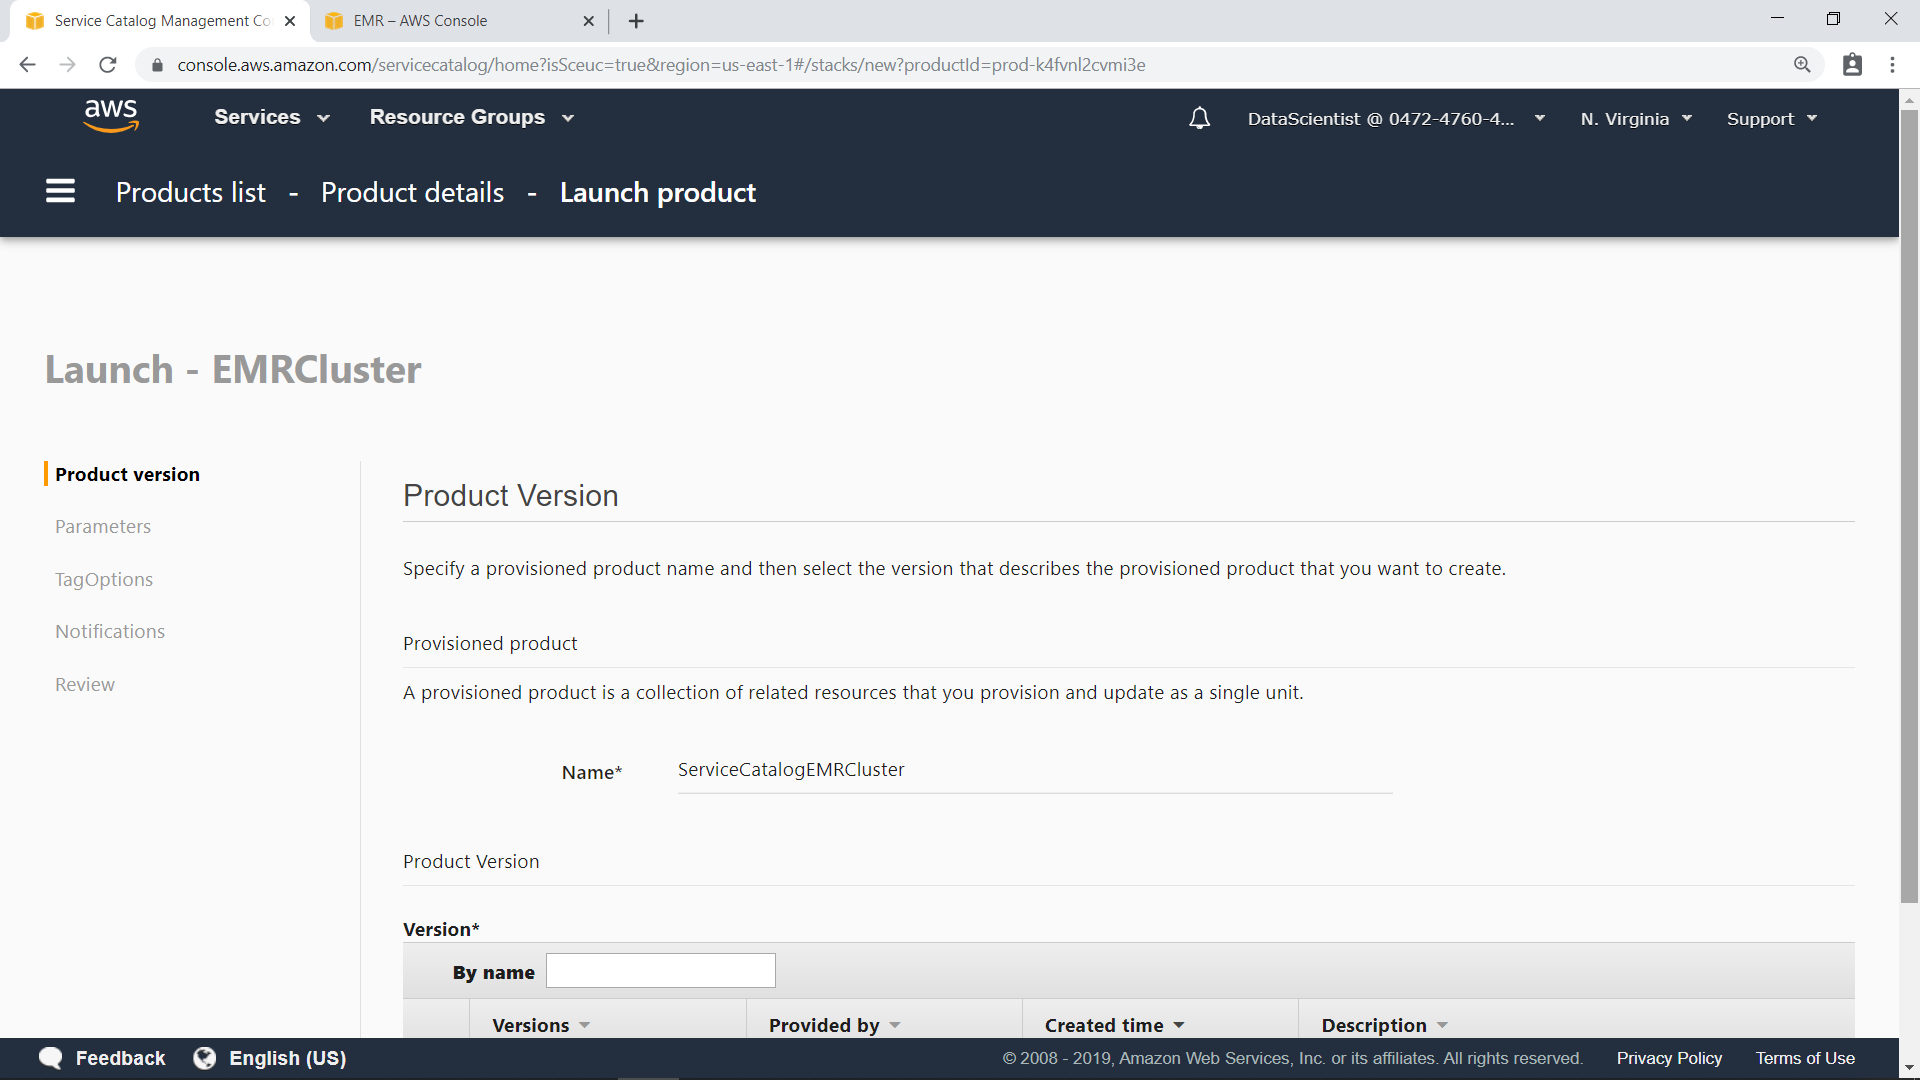 Service Catalog Management Co
EMR – AWS Console
console.aws.amazon.com/servicecatalog/home?isSceuc=true&region=us-east-1#/stacks/new?productId=prod-k4fvnl2cvmi3e
aws
Services
Resource Groups
DataScientist @ 0472-4760-4...
N. Virginia
Support
Products list - Product details - Launch product
Launch - EMRCluster
Product version
Parameters
TagOptions
Notifications
Review
Product Version
Specify a provisioned product name and then select the version that describes the provisioned product that you want to create.
Provisioned product
A provisioned product is a collection of related resources that you provision and update as a single unit.
Name* ServiceCatalogEMRCluster
Product Version
Version*
By name
Versions Provided by Created time Description
Feedback English (US) © 2008 - 2019, Amazon Web Services, Inc. or its affiliates. All rights reserved. Privacy Policy Terms of Use